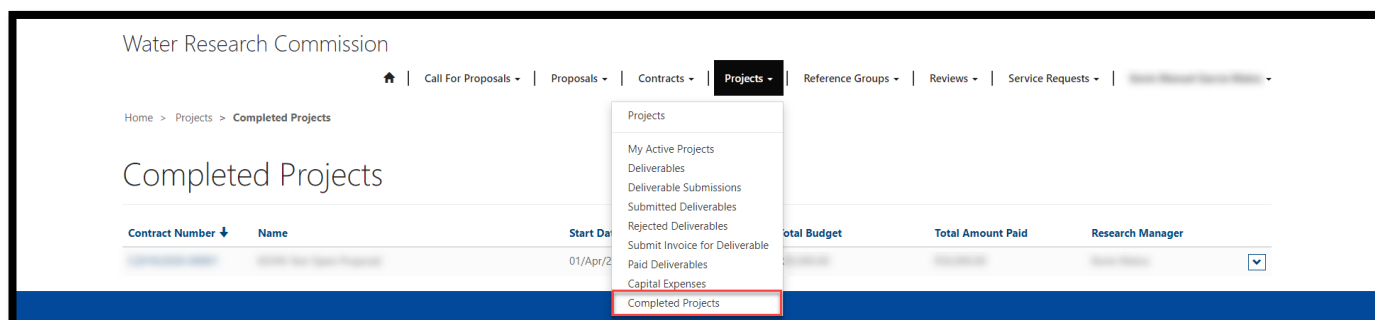 Water Research Commission
Call For Proposals Proposals Contracts Projects Reference Groups Reviews Service Requests
Home > Projects > Completed Projects
Projects
My Active Projects
Deliverables
Deliverable Submissions
Submitted Deliverables
Rejected Deliverables
Submit Invoice for Deliverable
Paid Deliverables
Capital Expenses
Completed Projects
Completed Projects
Contract Number Name Start Dat otal Budget Total Amount Paid Research Manager
01/Apr/2